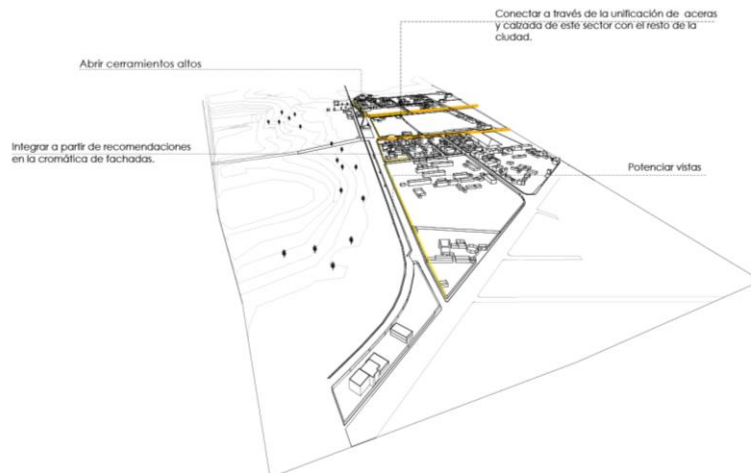 Conectar a través de la unificación de aceras
y calzada de este sector con el resto de la
ciudad.
Abrir cerramientos altos
Integrar a partir de recomendaciones
en la cromática de fachadas.
Potenciar vistas